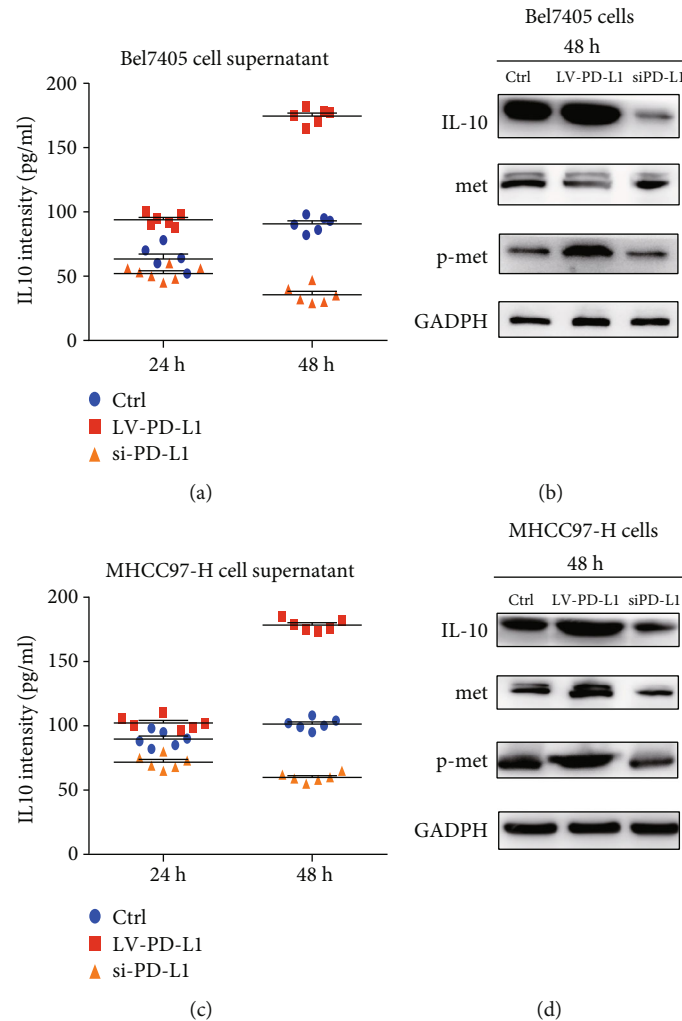 Bel7405 cell supernatant
IL10 intensity (pg/ml)
200
150
100
50
0
24 h
48 h
Ctrl
LV-PD-L1
si-PD-L1
(a)
Bel7405 cells
48 h
Ctrl LV-PD-L1 siPD-L1
IL-10
met
p-met
GADPH
(b)
MHCC97-H cell supernatant
IL10 intensity (pg/ml)
200
150
100
50
0
24 h
48 h
Ctrl
LV-PD-L1
si-PD-L1
(c)
MHCC97-H cells
48 h
Ctrl LV-PD-L1 siPD-L1
IL-10
met
p-met
GADPH
(d)